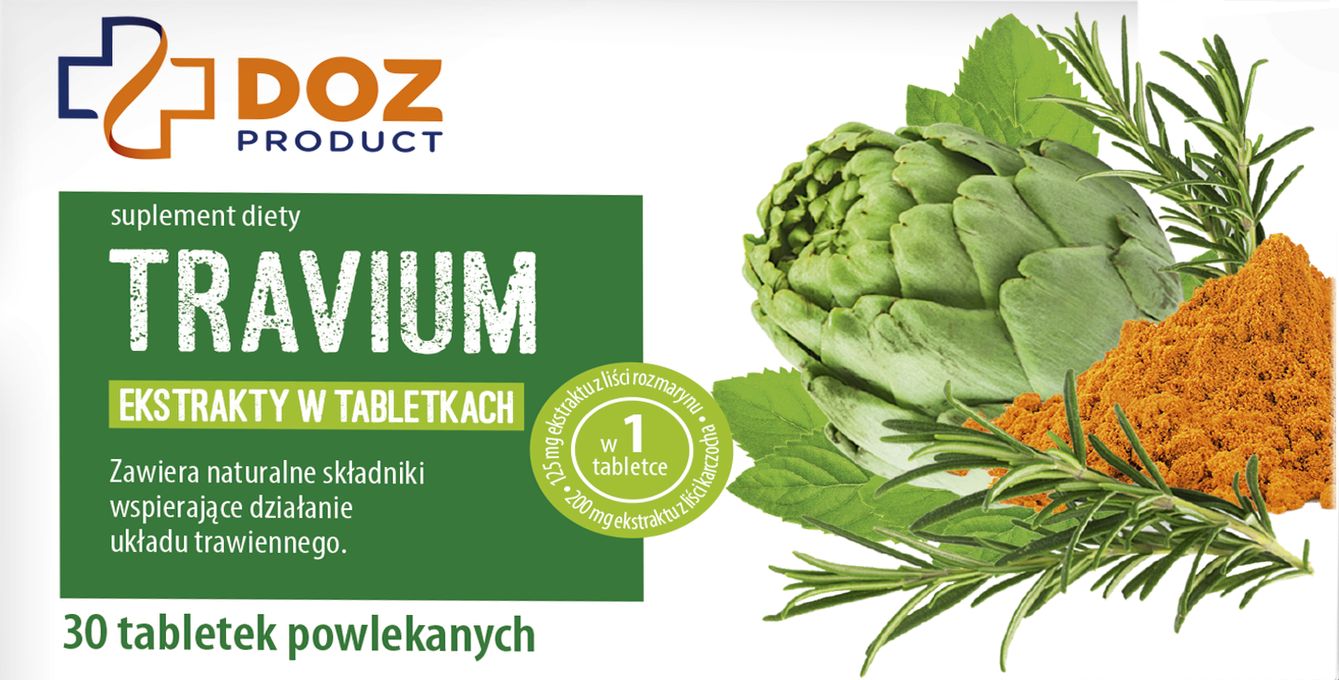 DOZ
PRODUCT
suplement diety
TRAVIUM
EKSTRAKTY W TABLETKACH
Zawiera naturalne składniki
wspierające działanie
układu trawiennego.
• 125 mg ekstraktu z liści rozmarynu • 200 mg ekstraktu z liści karczocha
w 1
tabletce
30 tabletek powlekanych